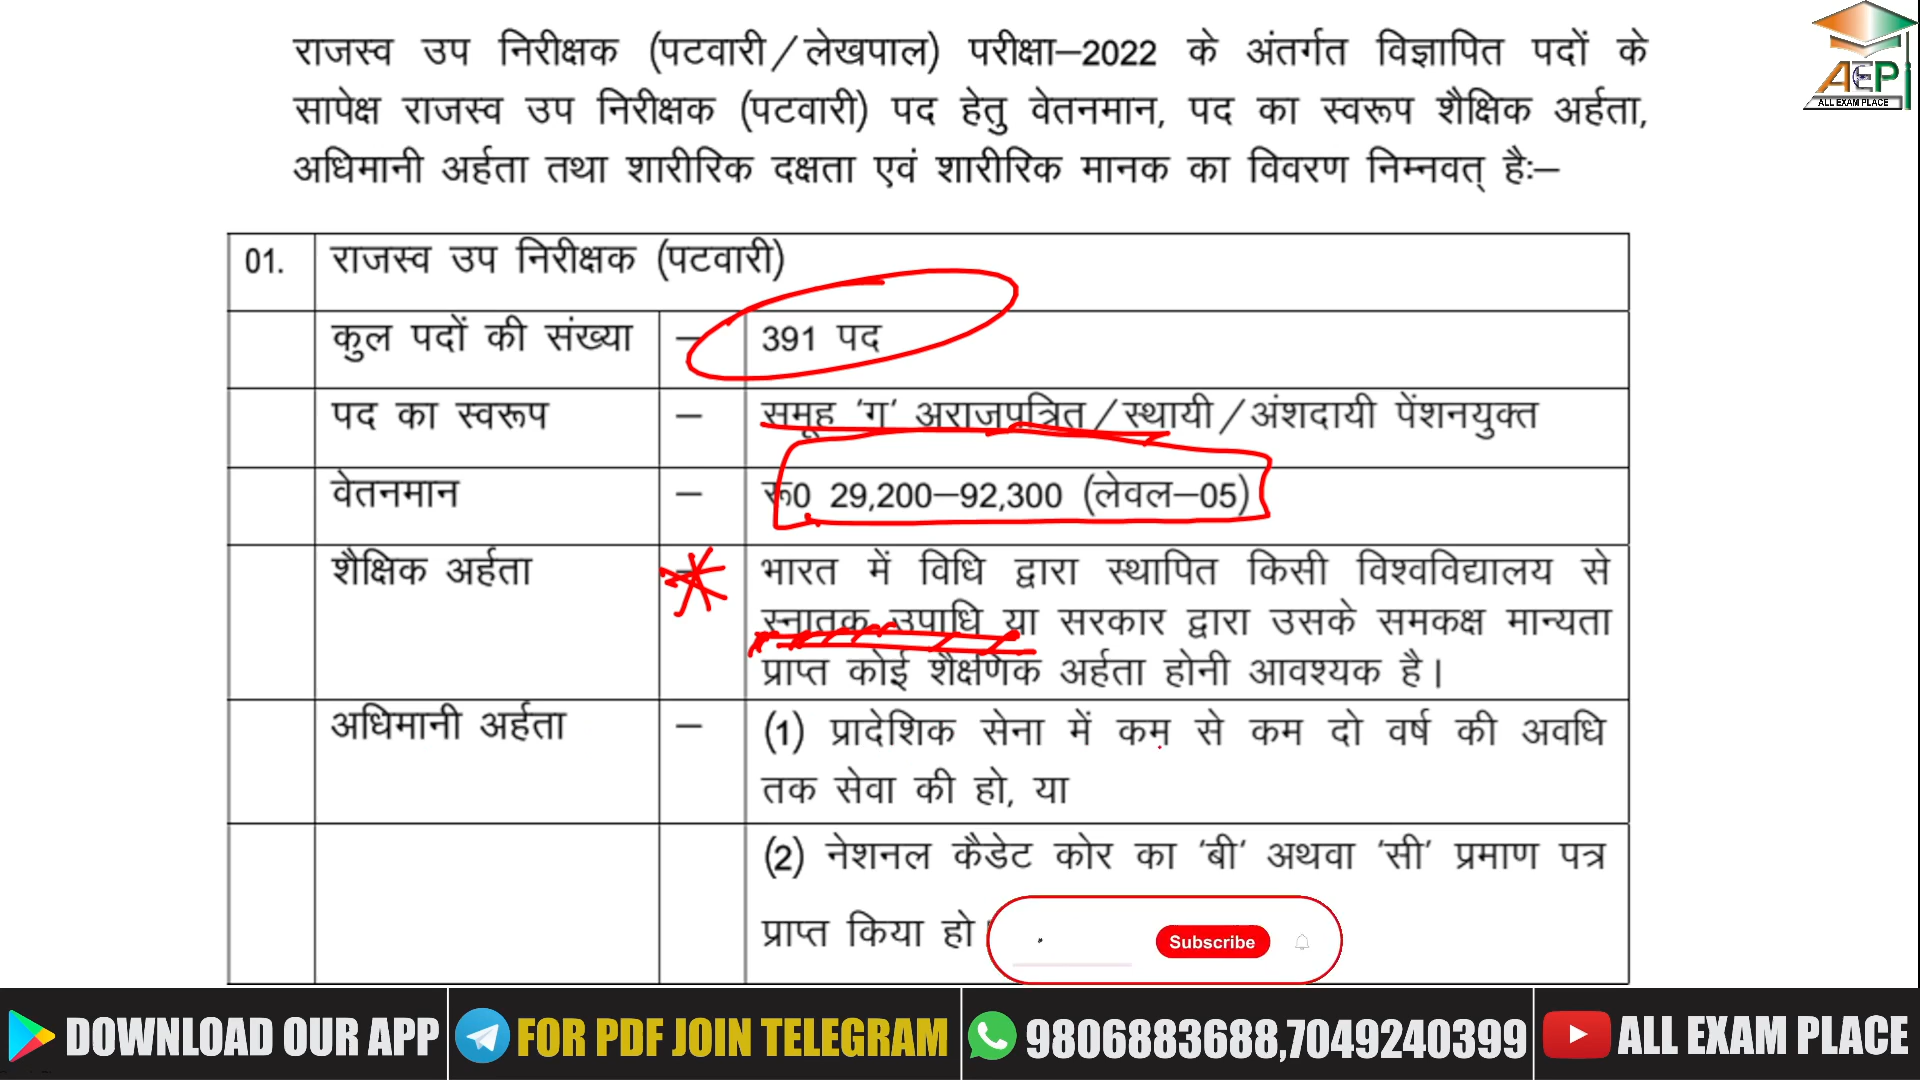 राजस्व उप निरीक्षक (पटवारी/लेखपाल) परीक्षा–2022 के अंतर्गत विज्ञापित पदों के
सापेक्ष राजस्व उप निरीक्षक (पटवारी) पद हेतु वेतनमान, पद का स्वरूप शैक्षिक अर्हता,
अधिमानी अर्हता तथा शारीरिक दक्षता एवं शारीरिक मानक का विवरण निम्नवत् हैः–
AEP
ALL EXAM PLACE
01. राजस्व उप निरीक्षक (पटवारी)
कुल पदों की संख्या – 391 पद
पद का स्वरूप – समूह 'ग' अराजपत्रित/स्थायी/अंशदायी पेंशनयुक्त
वेतनमान – रू0 29,200–92,300 (लेवल–05)
शैक्षिक अर्हता – भारत में विधि द्वारा स्थापित किसी विश्वविद्यालय से
स्नातक उपाधि या सरकार द्वारा उसके समकक्ष मान्यता
प्राप्त कोई शैक्षणिक अर्हता होनी आवश्यक है।
अधिमानी अर्हता – (1) प्रादेशिक सेना में कम से कम दो वर्ष की अवधि
तक सेवा की हो, या
(2) नेशनल कैडेट कोर का 'बी' अथवा 'सी' प्रमाण पत्र
प्राप्त किया हो
Subscribe
DOWNLOAD OUR APP
FOR PDF JOIN TELEGRAM
9806883688,7049240399
ALL EXAM PLACE